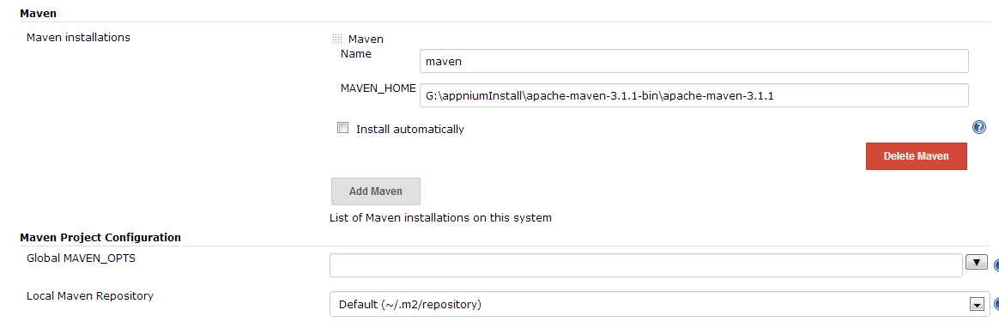 Maven
Maven installations
Maven
Name
maven
MAVEN_HOME
G:\appniumInstall\apache-maven-3.1.1-bin\apache-maven-3.1.1
Install automatically
?
Delete Maven
Add Maven
List of Maven installations on this system
Maven Project Configuration
Global MAVEN_OPTS
Local Maven Repository
Default (~/.m2/repository)